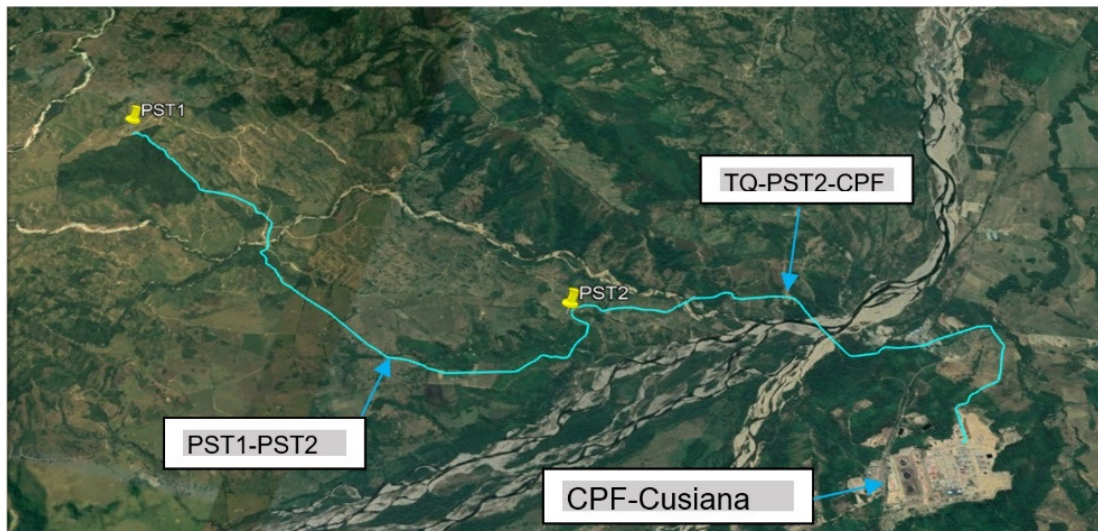 PST1
TQ-PST2-CPF
PST2
PST1-PST2
CPF-Cusiana